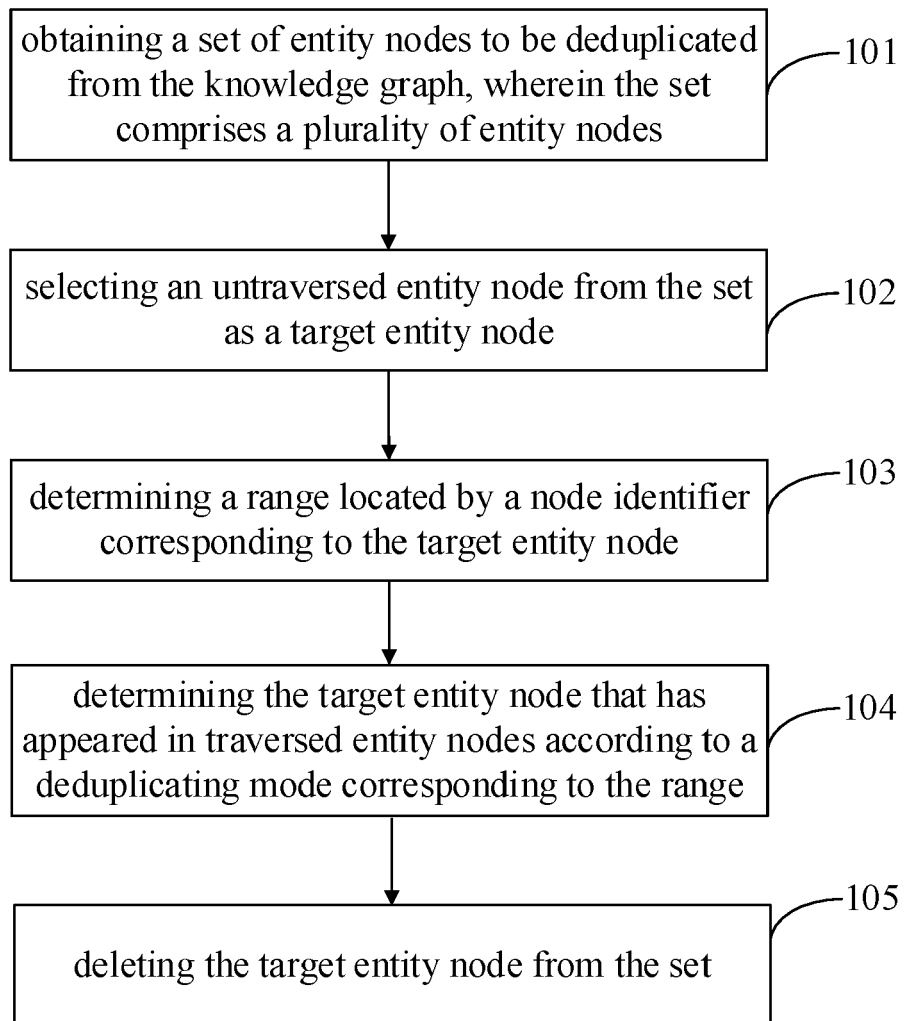 obtaining a set of entity nodes to be deduplicated
from the knowledge graph, wherein the set
comprises a plurality of entity nodes
101
selecting an untraversed entity node from the set
as a target entity node
102
determining a range located by a node identifier
corresponding to the target entity node
103
determining the target entity node that has
appeared in traversed entity nodes according to a
deduplicating mode corresponding to the range
104
deleting the target entity node from the set
105